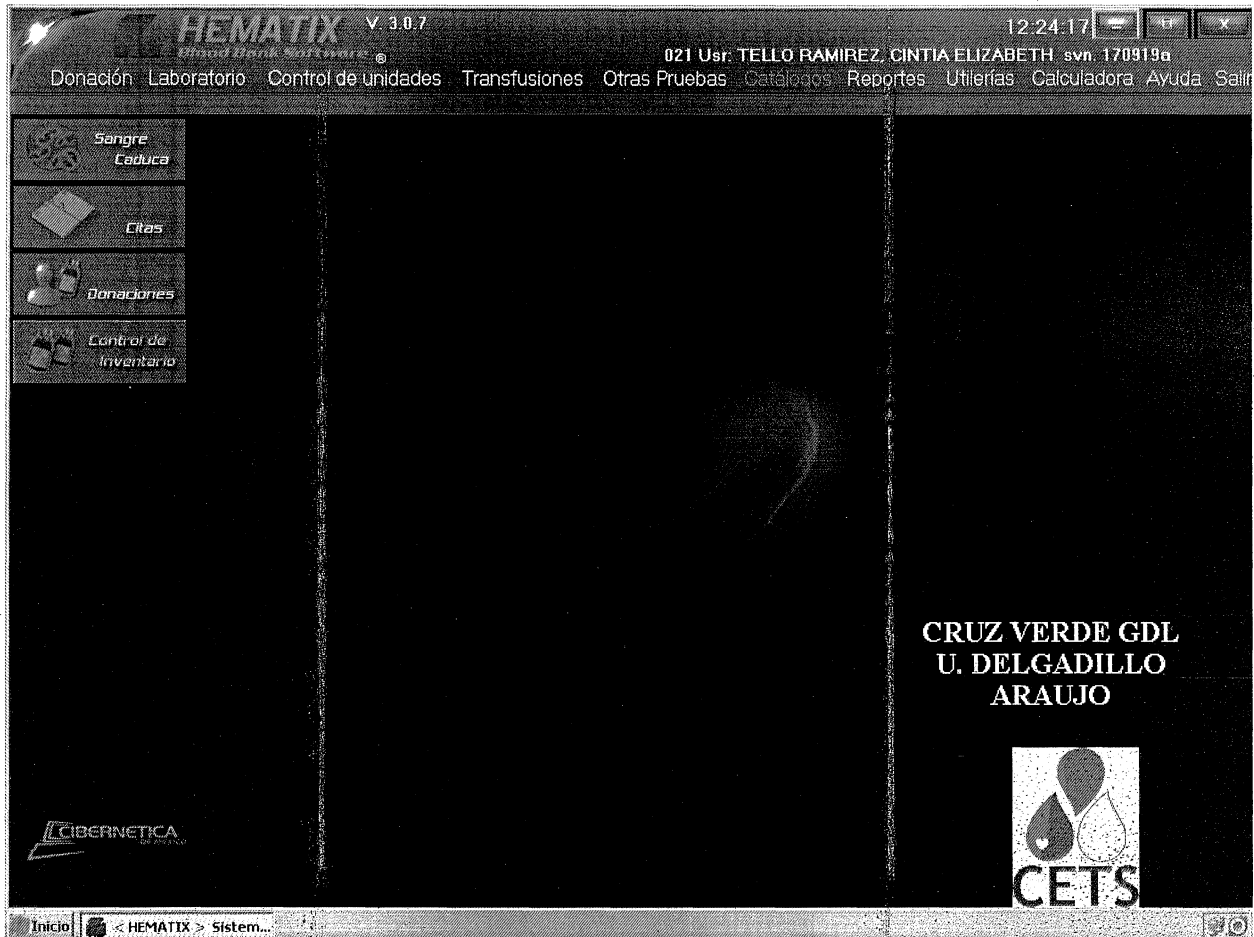 HEMATIX V. 3.0.7 12:24:17
Blood Bank Software ®
021 Usr: TELLO RAMIREZ, CINTIA ELIZABETH svn. 170919a
Donación Laboratorio Control de unidades Transfusiones Otras Pruebas Catálogos Reportes Utilerías Calculadora Ayuda Salir
Sangre
Caduca
Citas
Donaciones
Control de
Inventario
CRUZ VERDE GDL
U. DELGADILLO
ARAUJO
CIBERNETICA
DE MEXICO
CETS
Inicio < HEMATIX > Sistem...